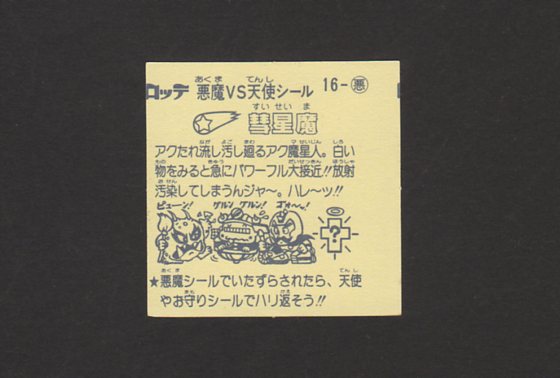 ロッテ 悪魔VS天使シール 16-悪
彗星魔
アクたれ流し汚し廻るアク魔星人。白い
物をみると急にパワーフル大接近!!放射
汚染してしまうんジャ〜。ハレ〜ッ!!
ピューン! グルン、グルン! ゴォ〜ッ!
?
★悪魔シールでいたずらされたら、天使
やお守りシールでハリ返そう!!